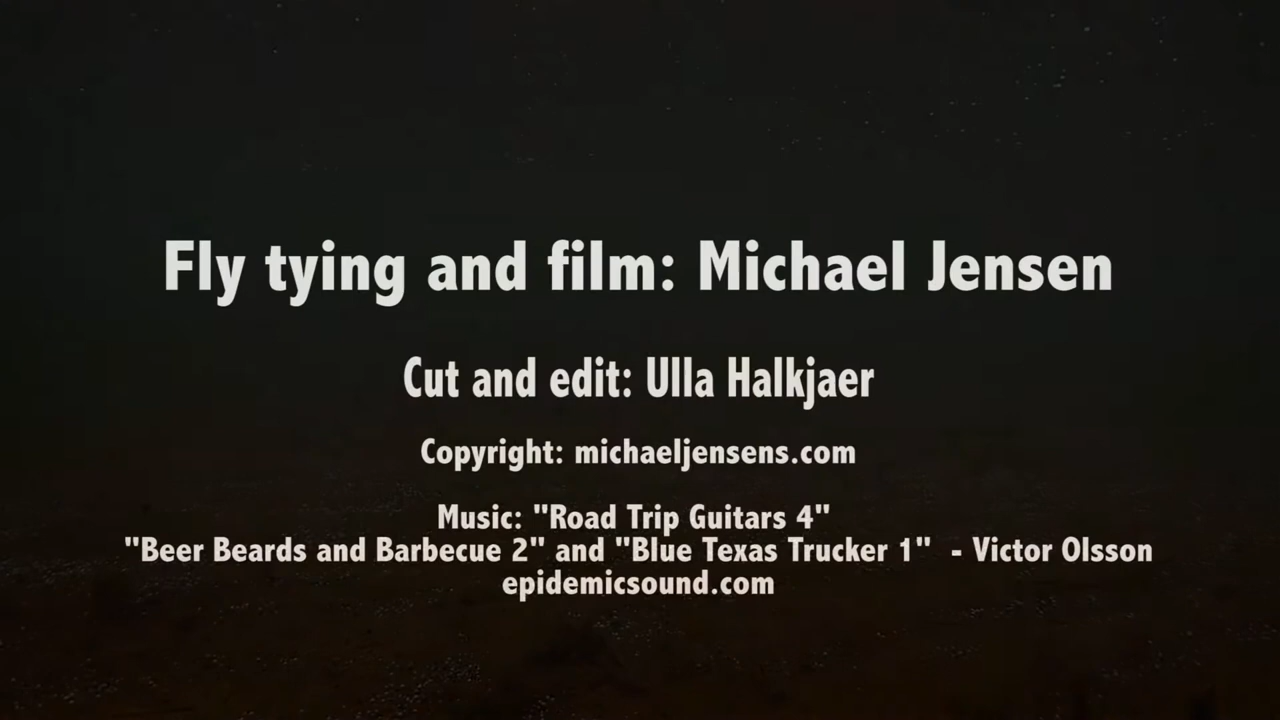 Fly tying and film: Michael Jensen
Cut and edit: Ulla Halkjaer
Copyright: michaeljensens.com
Music: "Road Trip Guitars 4"
"Beer Beards and Barbecue 2" and "Blue Texas Trucker 1"  - Victor Olsson
epidemicsound.com